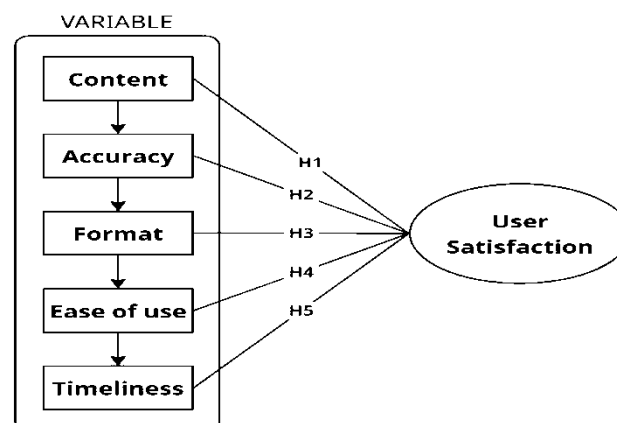 VARIABLE
Content
Accuracy
Format
Ease of use
Timeliness
H1
H2
H3
H4
H5
User
Satisfaction